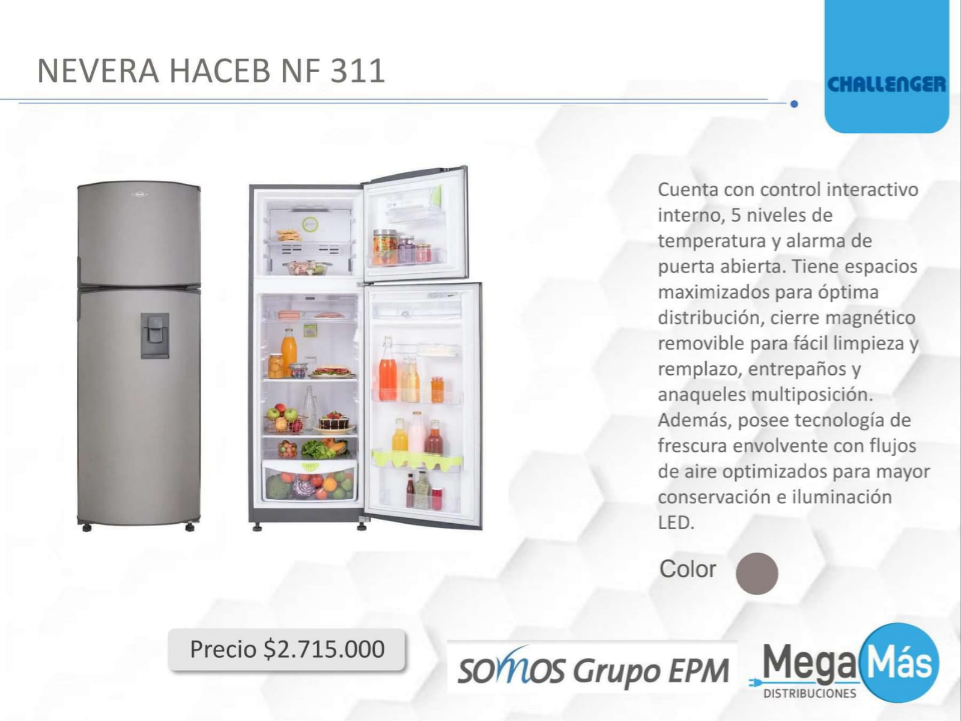 NEVERA HACEB NF 311
CHALLENGER
Cuenta con control interactivo
interno, 5 niveles de
temperatura y alarma de
puerta abierta. Tiene espacios
maximizados para óptima
distribución, cierre magnético
removible para fácil limpieza y
remplazo, entrepaños y
anaqueles multiposición.
Además, posee tecnología de
frescura envolvente con flujos
de aire optimizados para mayor
conservación e iluminación
LED.
Color
Precio $2.715.000
SOMOS Grupo EPM
Mega Más
DISTRIBUCIONES